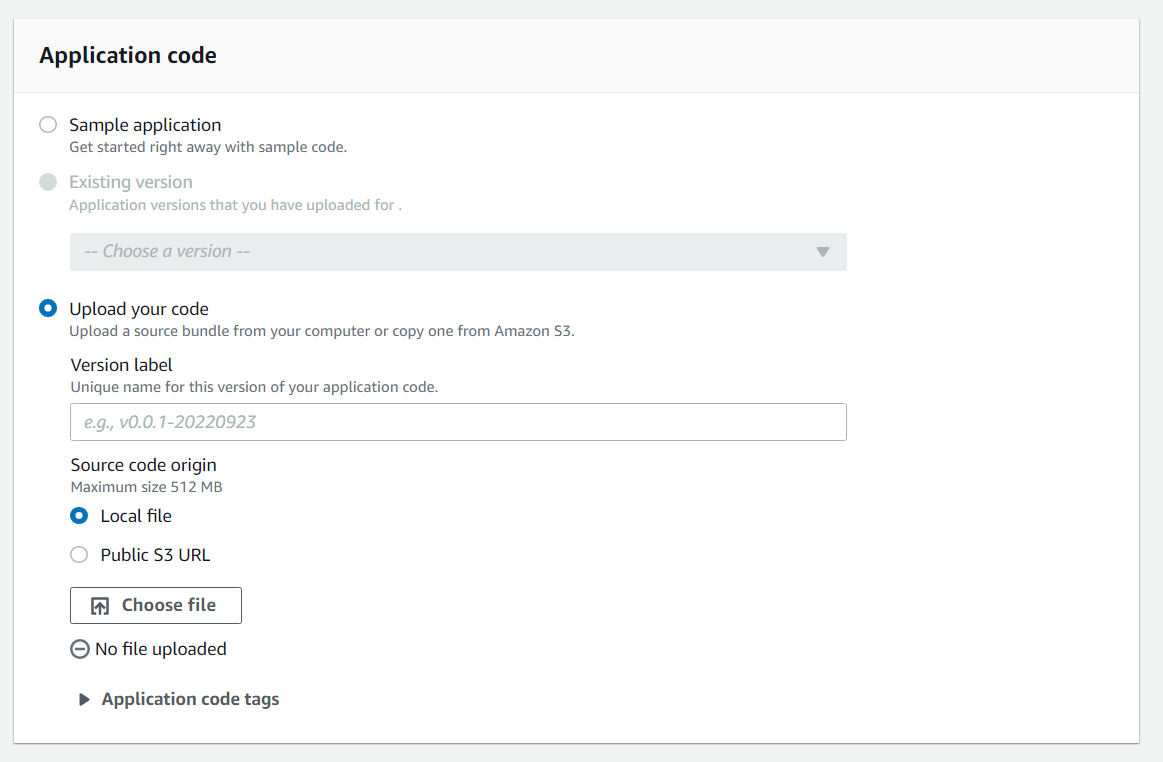 Application code
Sample application
Get started right away with sample code.
Existing version
Application versions that you have uploaded for .
-- Choose a version --
Upload your code
Upload a source bundle from your computer or copy one from Amazon S3.
Version label
Unique name for this version of your application code.
e.g., v0.0.1-20220923
Source code origin
Maximum size 512 MB
Local file
Public S3 URL
Choose file
No file uploaded
Application code tags